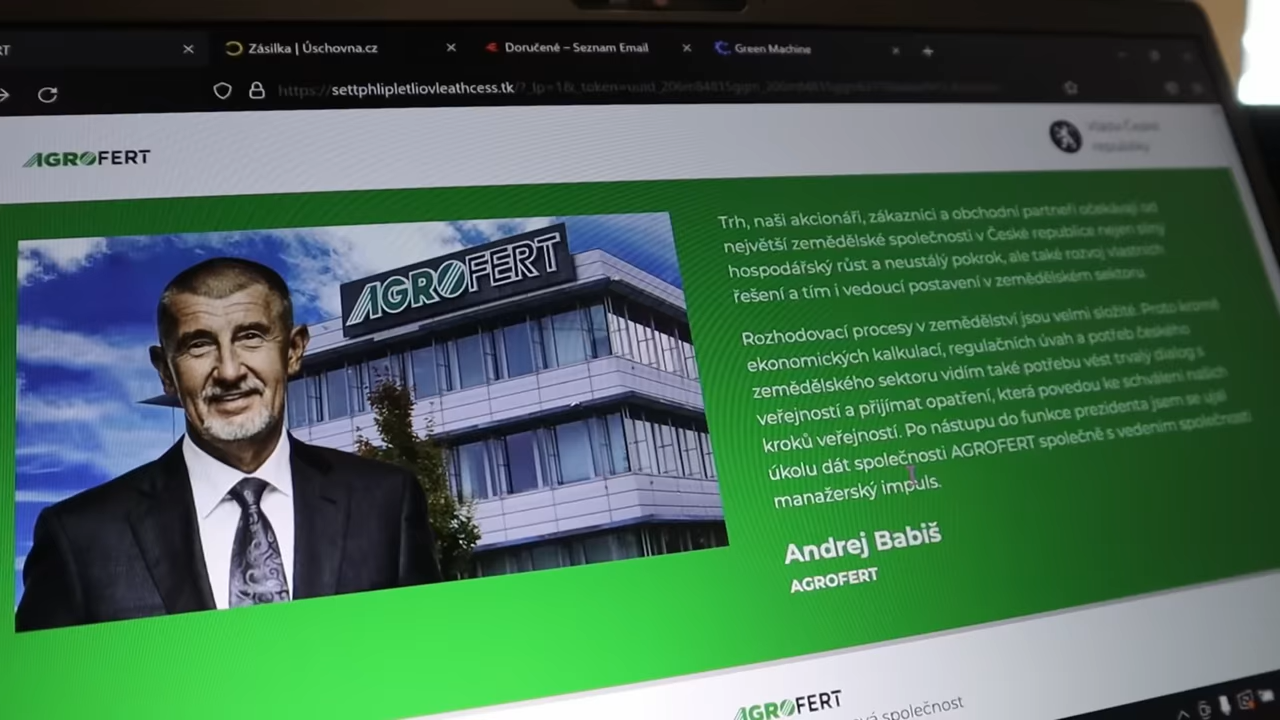 RT
Zásilka | Úschovna.cz
Doručené – Seznam Email
Green Machine
https://settphlipletliovleathcess.tk
AGROFERT
AGROFERT
Trh, naši akcionáři, zákazníci a obchodní partneři očekávají od
největší zemědělské společnosti v České republice nejen silný
hospodářský růst a neustálý pokrok, ale také rozvoj vlastních
řešení a tím i vedoucí postavení v zemědělském sektoru.
Rozhodovací procesy v zemědělství jsou velmi složité. Proto kromě
ekonomických kalkulací, regulačních úvah a potřeb českého
zemědělského sektoru vidím také potřebu vést trvalý dialog s
veřejností a přijímat opatření, která povedou ke schválení našich
kroků veřejností. Po nástupu do funkce prezidenta jsem se ujal
úkolu dát společnosti AGROFERT společně s vedením společnosti
manažerský impuls.
Andrej Babiš
AGROFERT
AGROFERT
společnost